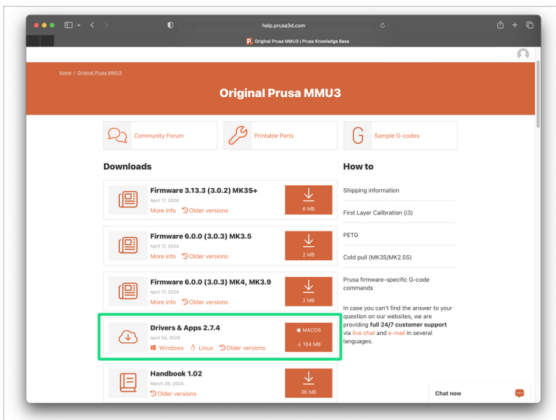 help.prusa3d.com
Original Prusa MMU3 | Prusa Knowledge Base
Home / Original Prusa MMU3
Original Prusa MMU3
Community Forum
Printable Parts
Sample G-codes
Downloads
Firmware 3.13.3 (3.0.2) MK3S+
April 17, 2024
More info Older versions
6 MB
Firmware 6.0.0 (3.0.3) MK3.5
April 17, 2024
More info Older versions
2 MB
Firmware 6.0.0 (3.0.3) MK4, MK3.9
April 17, 2024
More info Older versions
2 MB
Drivers & Apps 2.7.4
April 04, 2024
Windows Linux Older versions
MACOS
104 MB
Handbook 1.02
March 26, 2024
Older versions
38 MB
How to
Shipping information
First Layer Calibration (i3)
PETG
Cold pull (MK3S/MK2.5S)
Prusa firmware-specific G-code
commands
In case you can't find the answer to your
question on our websites, we are
providing full 24/7 customer support
via live chat and e-mail in several
languages.
Chat now